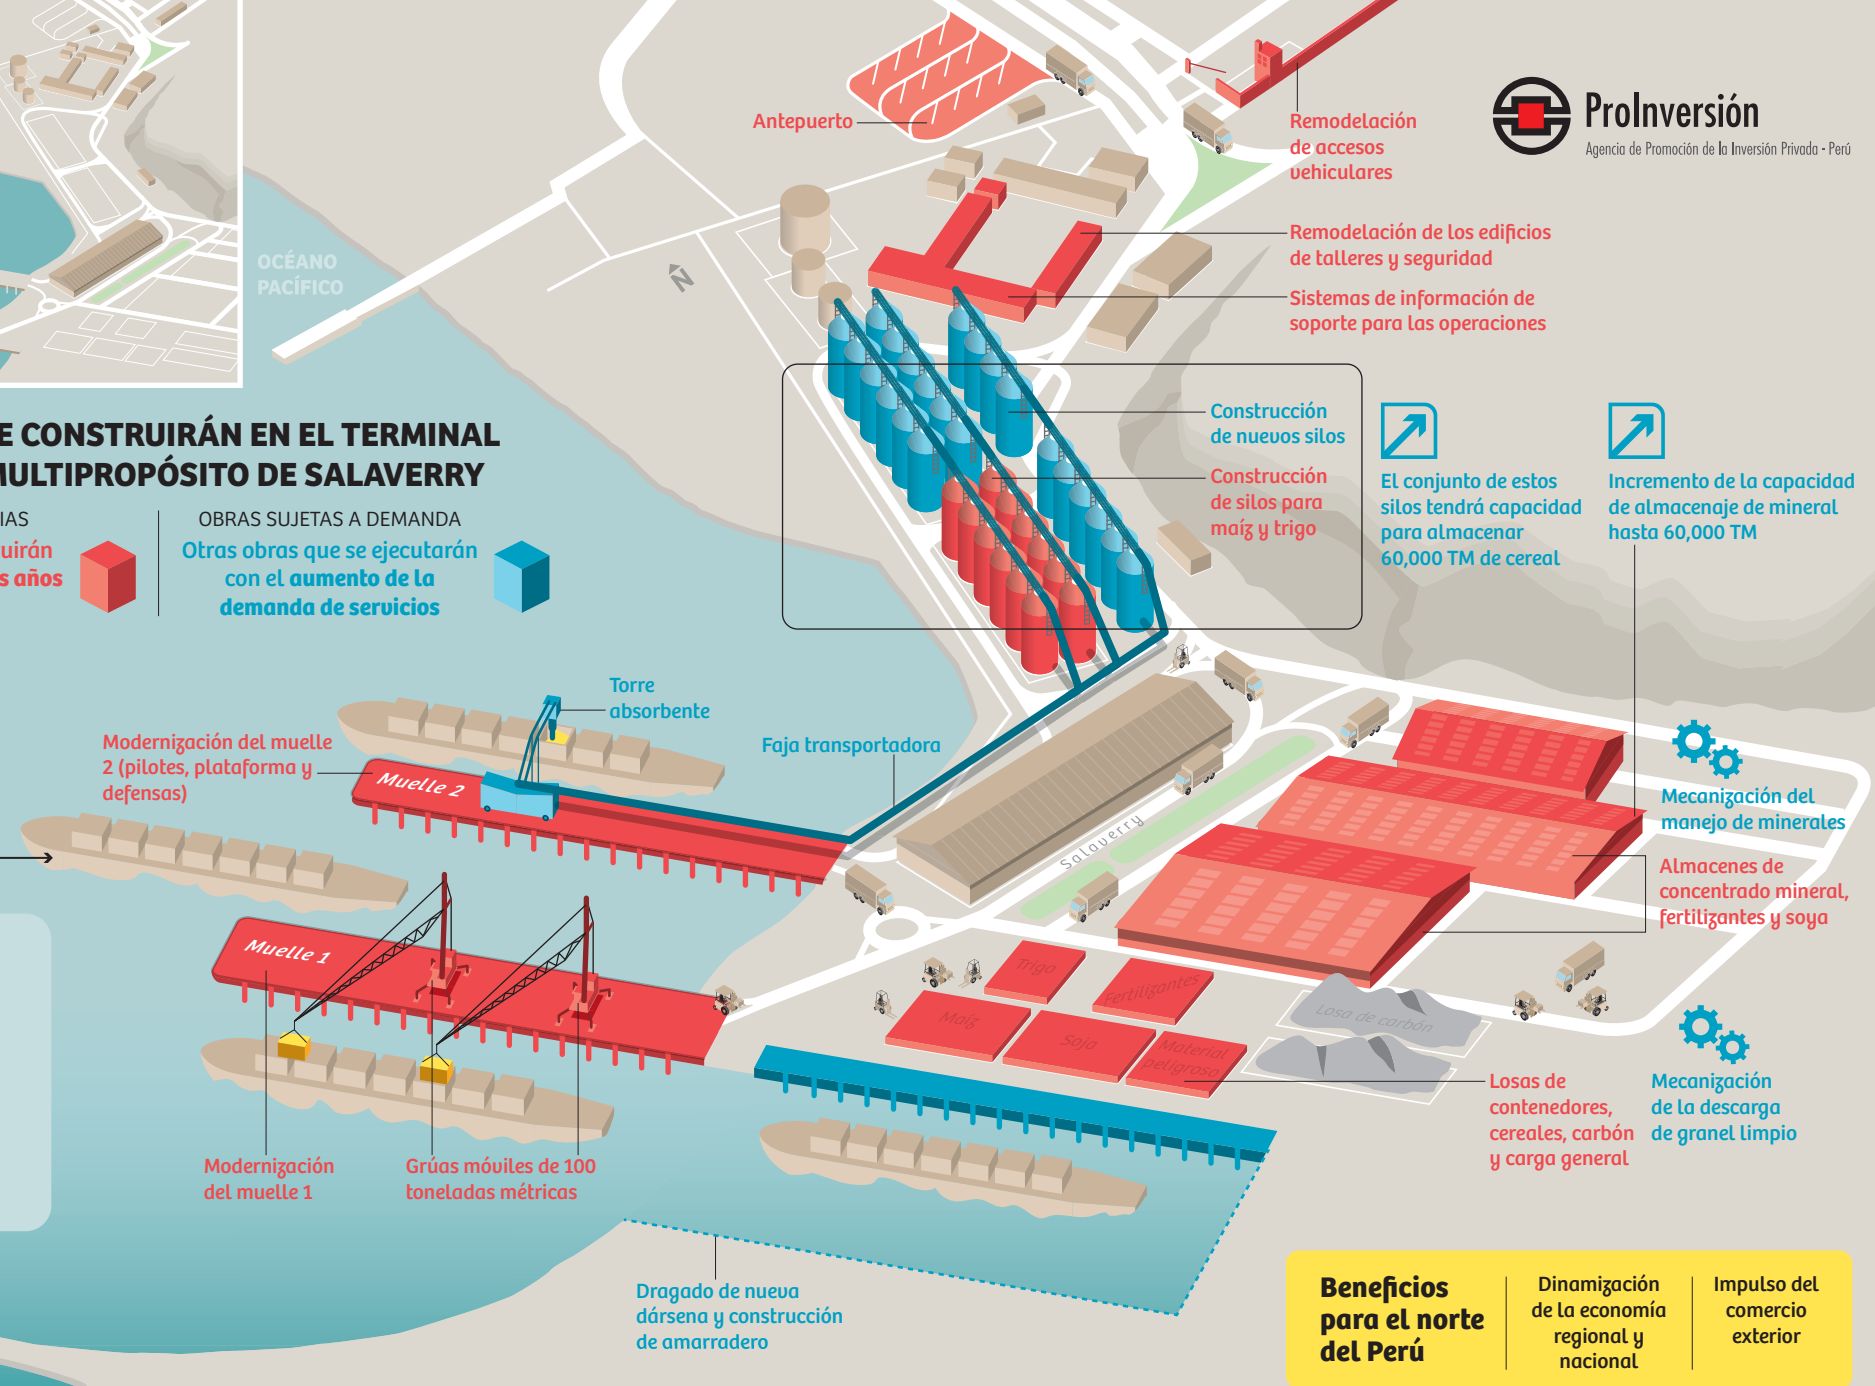 ProInversión
Agencia de Promoción de la Inversión Privada - Perú
Antepuerto
Remodelación
de accesos
vehiculares
Remodelación de los edificios
de talleres y seguridad
Sistemas de información de
soporte para las operaciones
OCÉANO
PACÍFICO
N
E CONSTRUIRÁN EN EL TERMINAL
MULTIPROPÓSITO DE SALAVERRY
IAS
uirán
s años
OBRAS SUJETAS A DEMANDA
Otras obras que se ejecutarán
con el aumento de la
demanda de servicios
Construcción
de nuevos silos
Construcción
de silos para
maíz y trigo
El conjunto de estos
silos tendrá capacidad
para almacenar
60,000 TM de cereal
Incremento de la capacidad
de almacenaje de mineral
hasta 60,000 TM
Torre
absorbente
Faja transportadora
Modernización del muelle
2 (pilotes, plataforma y
defensas)
Muelle 2
Salaverry
Mecanización del
manejo de minerales
Almacenes de
concentrado mineral,
fertilizantes y soya
Muelle 1
Trigo
Fertilizantes
Maíz
Soja
Material
peligroso
Losa de carbón
Losas de
contenedores,
cereales, carbón
y carga general
Mecanización
de la descarga
de granel limpio
Modernización
del muelle 1
Grúas móviles de 100
toneladas métricas
Dragado de nueva
dársena y construcción
de amarradero
Beneficios
para el norte
del Perú
Dinamización
de la economía
regional y
nacional
Impulso del
comercio
exterior